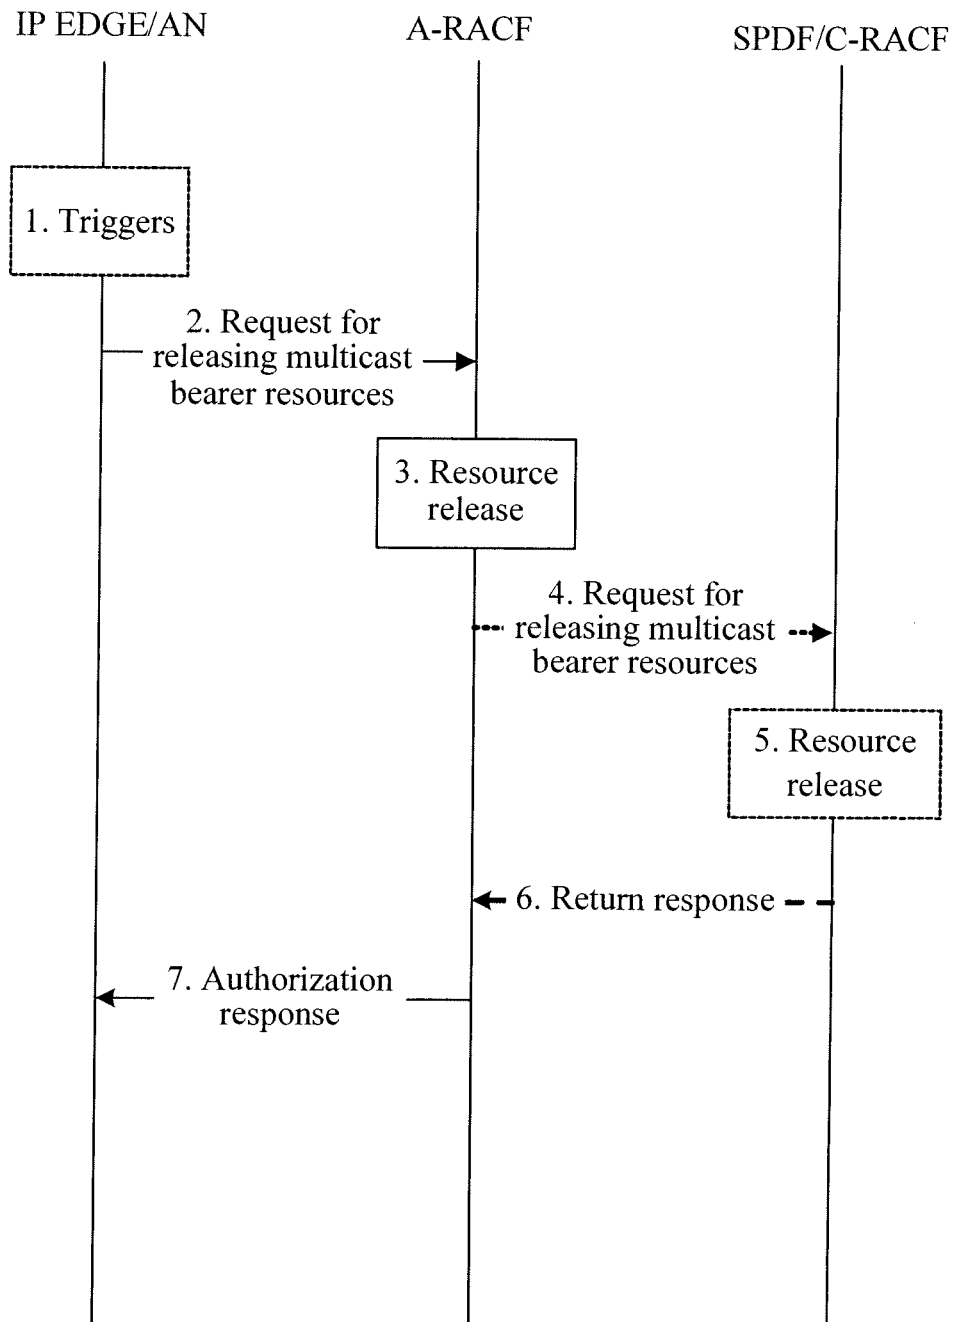 IP EDGE/AN
A-RACF
SPDF/C-RACF
1. Triggers
2. Request for
releasing multicast
bearer resources
3. Resource
release
4. Request for
releasing multicast
bearer resources
5. Resource
release
6. Return response
7. Authorization
response